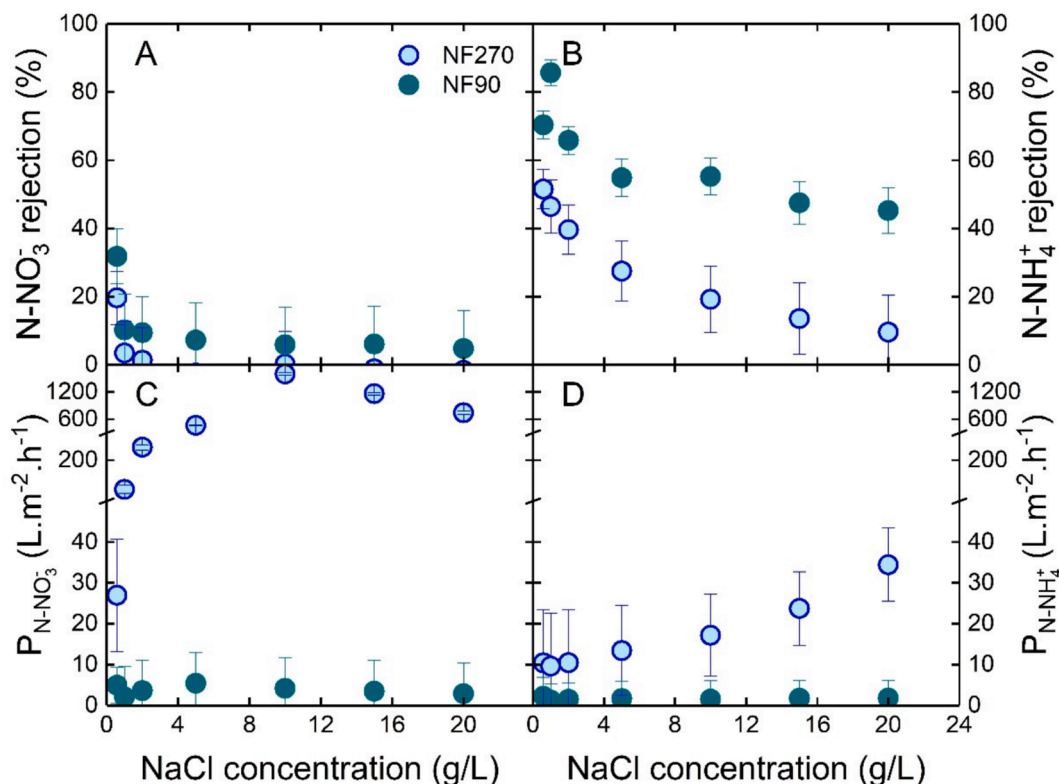 A
NF270
NF90
B
N-NO₃⁻ rejection (%)
100
80
60
40
20
0
100
80
60
40
20
0
N-NH₄⁺ rejection (%)
C
D
P_N-NO₃⁻ (L.m⁻².h⁻¹)
1200
600
200
40
30
20
10
0
1200
600
200
40
30
20
10
0
P_N-NH₄⁺ (L.m⁻².h⁻¹)
0 4 8 12 16 20 0 4 8 12 16 20 24
NaCl concentration (g/L) NaCl concentration (g/L)